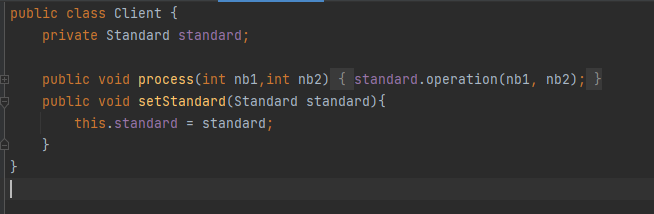 public class Client {
    private Standard standard;
    public void process(int nb1,int nb2) { standard.operation(nb1, nb2); }
    public void setStandard(Standard standard){
        this.standard = standard;
    }
}